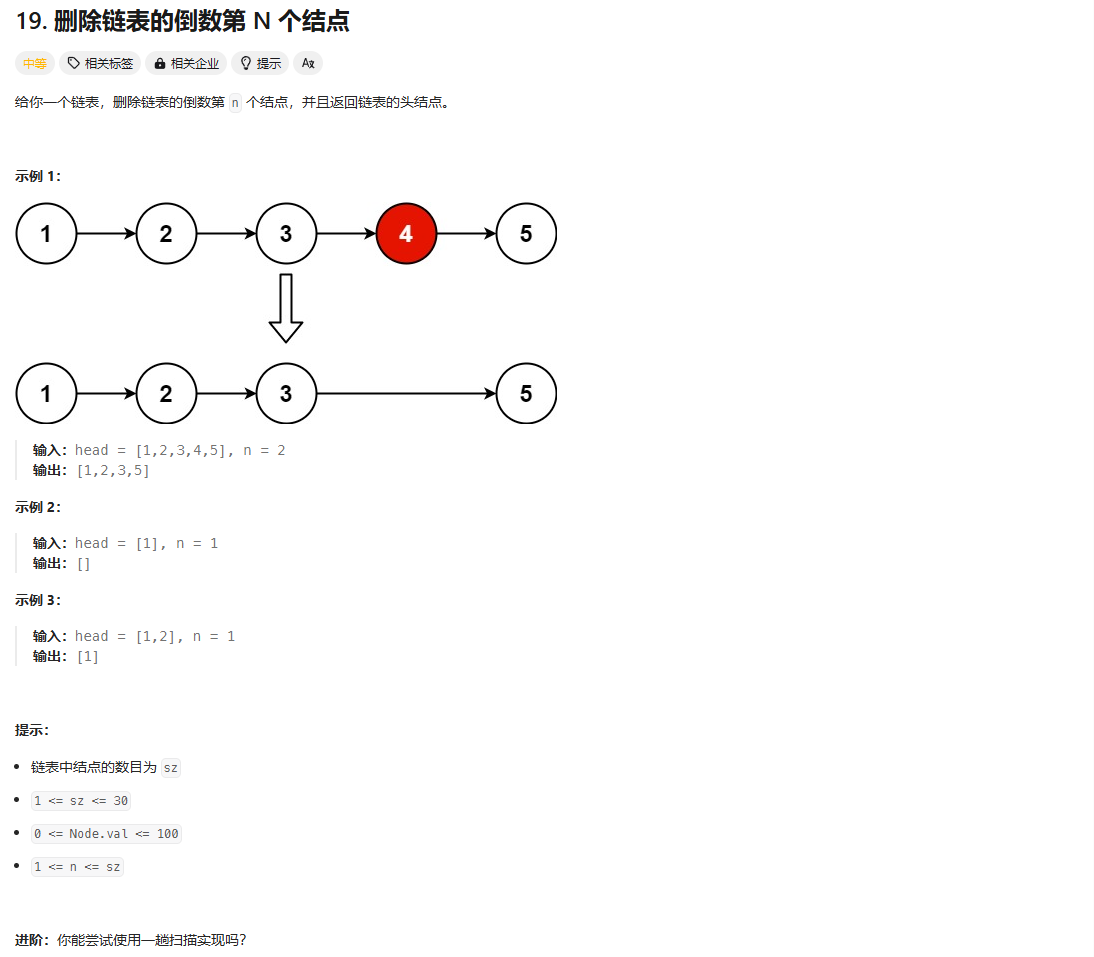 19. 删除链表的倒数第 N 个结点
中等 相关标签 相关企业 提示 Aあ
给你一个链表，删除链表的倒数第 n 个结点，并且返回链表的头结点。
示例 1：
1 2 3 4 5
1 2 3 5
输入：head = [1,2,3,4,5], n = 2
输出：[1,2,3,5]
示例 2：
输入：head = [1], n = 1
输出：[]
示例 3：
输入：head = [1,2], n = 1
输出：[1]
提示：
链表中结点的数目为 sz
1 <= sz <= 30
0 <= Node.val <= 100
1 <= n <= sz
进阶：你能尝试使用一趟扫描实现吗？